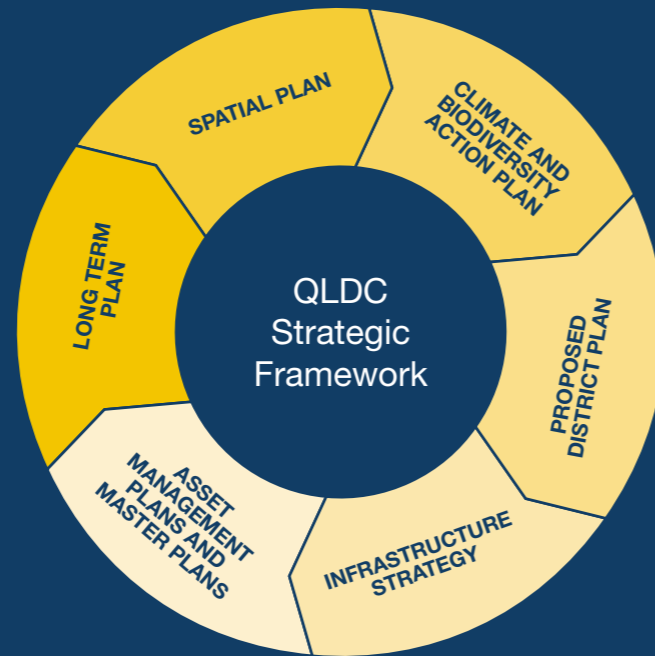 SPATIAL PLAN
CLIMATE AND
BIODIVERSITY
ACTION PLAN
PROPOSED
DISTRICT PLAN
INFRASTRUCTURE
STRATEGY
ASSET
MANAGEMENT
PLANS AND
MASTER PLANS
LONG TERM
PLAN
QLDC
Strategic
Framework